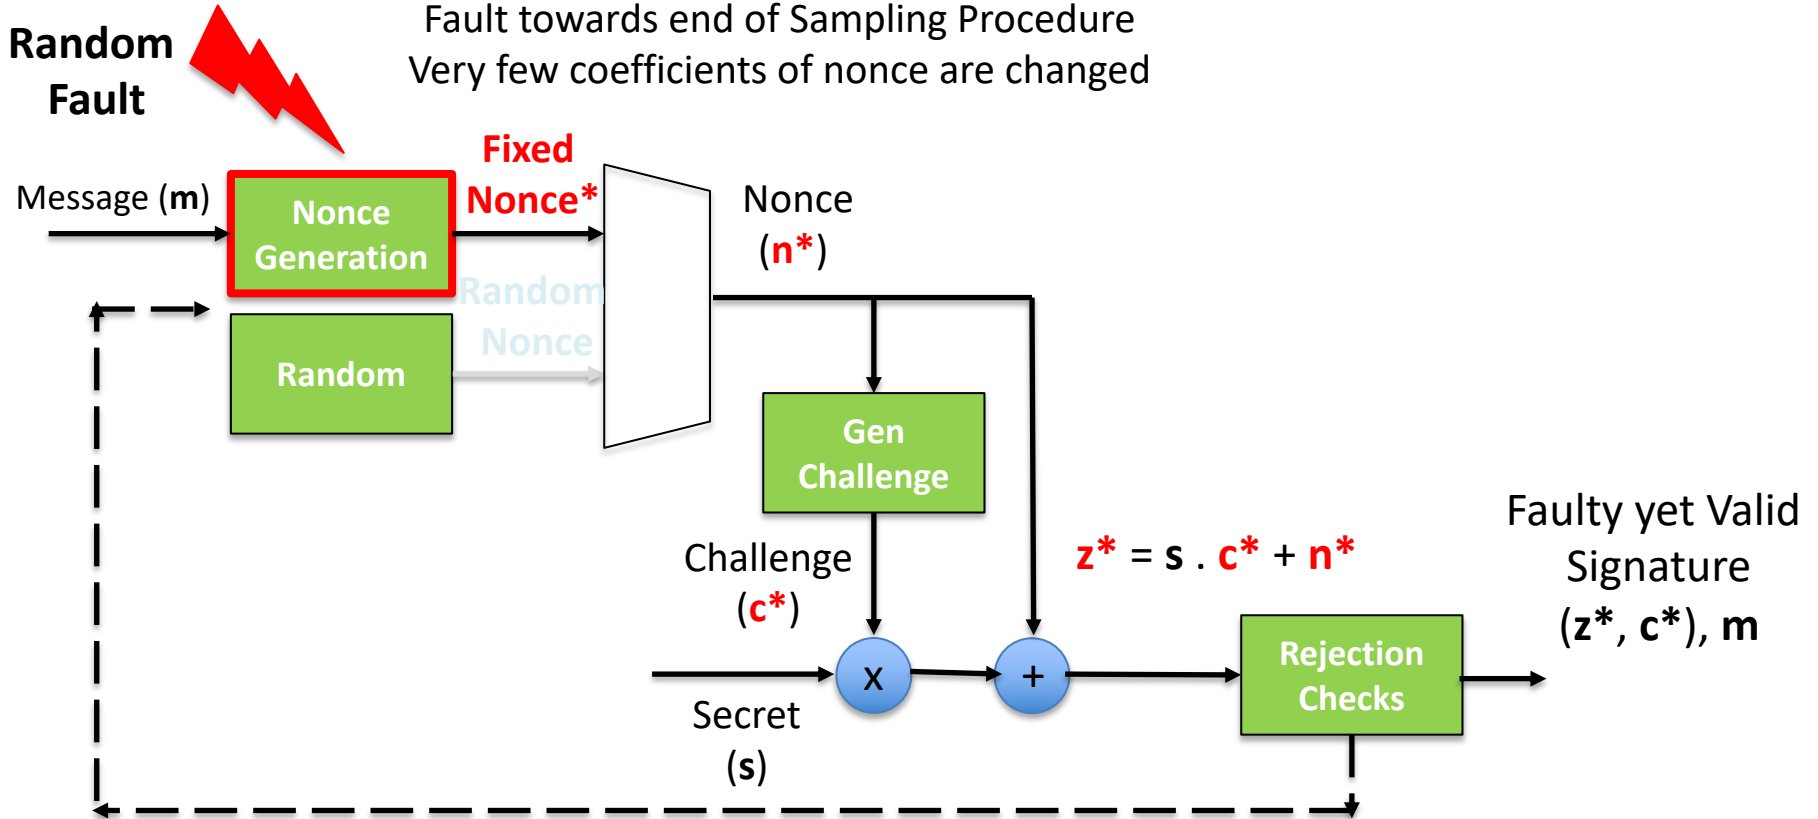 Fault towards end of Sampling Procedure
Very few coefficients of nonce are changed
Random
Fault
Message (m)
Nonce
Generation
Fixed
Nonce*
Random
Nonce
Random
Nonce
(n*)
Gen
Challenge
Challenge
(c*)
z* = s . c* + n*
Secret
(s)
x
+
Rejection
Checks
Faulty yet Valid
Signature
(z*, c*), m